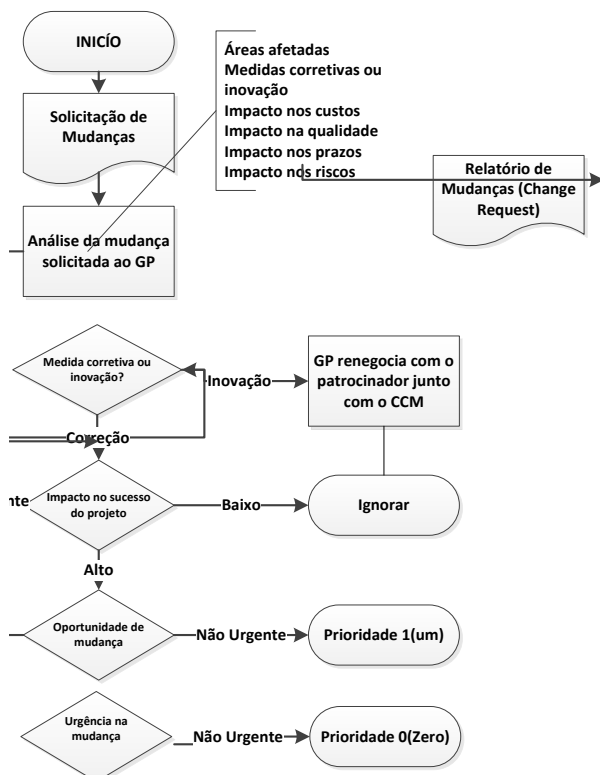 INICÍO
Solicitação de
Mudanças
Análise da mudança
solicitada ao GP
Áreas afetadas
Medidas corretivas ou
inovação
Impacto nos custos
Impacto na qualidade
Impacto nos prazos
Impacto nos riscos
Relatório de
Mudanças (Change
Request)
Medida corretiva ou
inovação?
Inovação
GP renegocia com o
patrocinador junto
com o CCM
Correção
nte
Impacto no sucesso
do projeto
Baixo
Ignorar
Alto
Oportunidade de
mudança
Não Urgente
Prioridade 1(um)
Urgência na
mudança
Não Urgente
Prioridade 0(Zero)